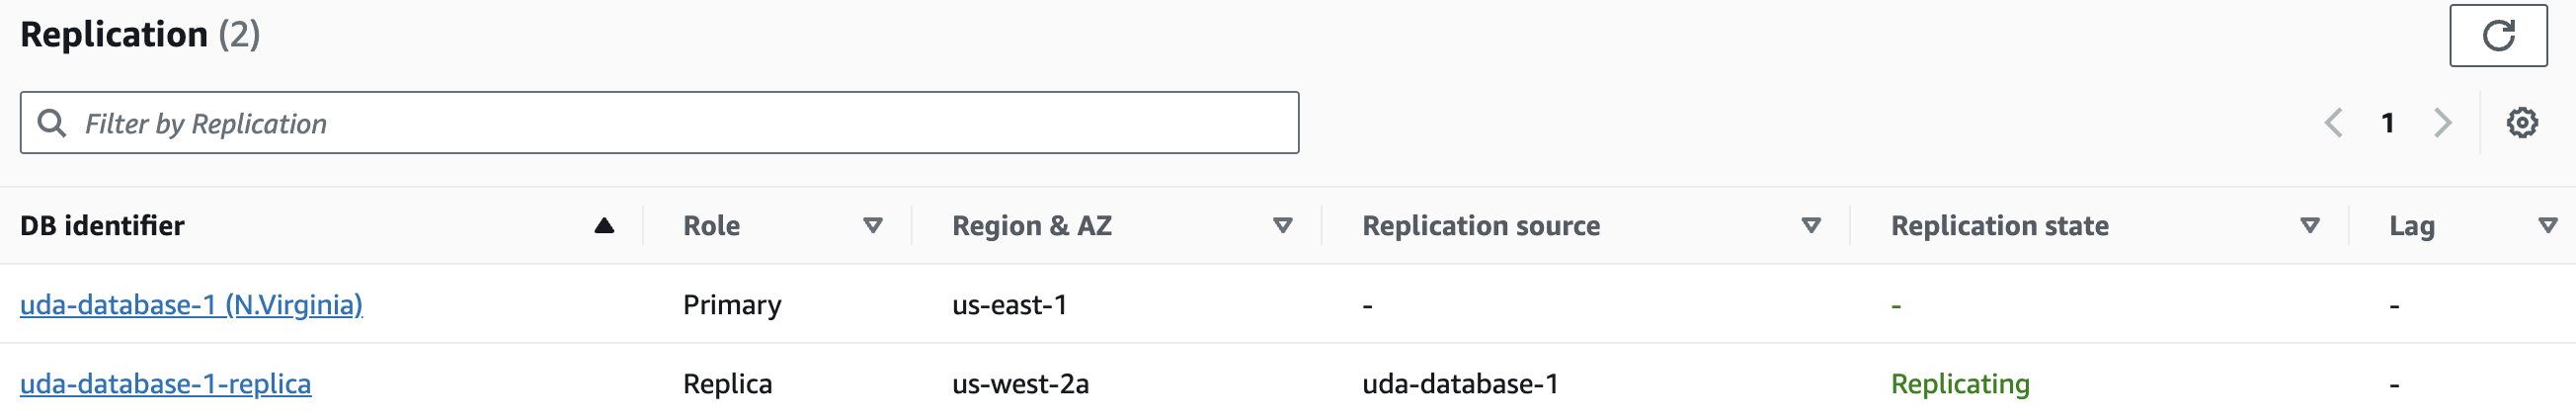 Replication (2)
Filter by Replication
1
DB identifier Role Region & AZ Replication source Replication state Lag
uda-database-1 (N.Virginia) Primary us-east-1 - - -
uda-database-1-replica Replica us-west-2a uda-database-1 Replicating -